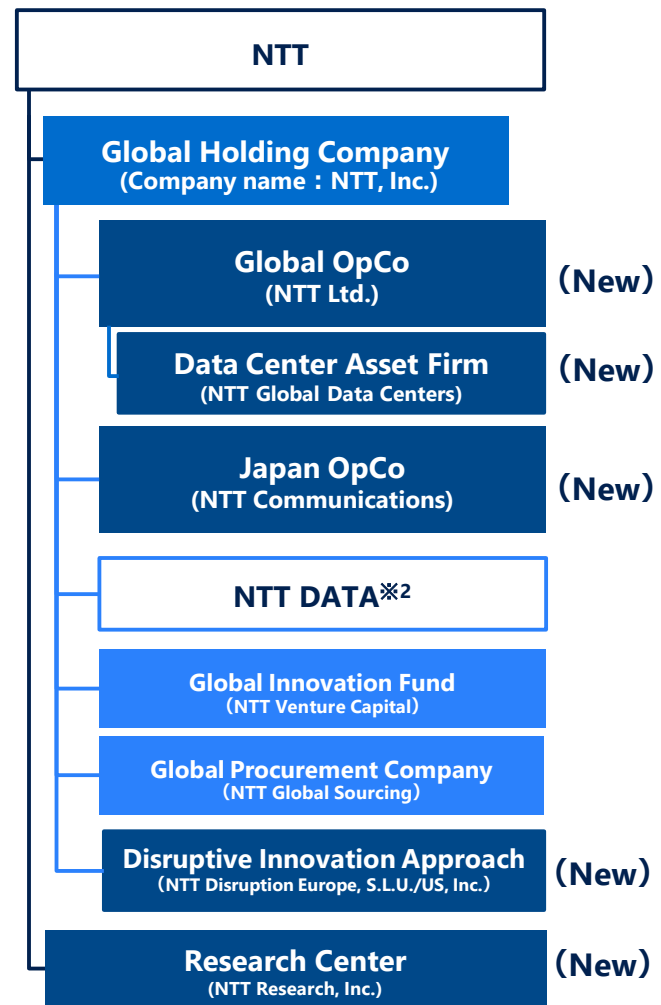 NTT
Global Holding Company
(Company name：NTT, Inc.)
Global OpCo
(NTT Ltd.)
（New）
Data Center Asset Firm
(NTT Global Data Centers)
（New）
Japan OpCo
(NTT Communications)
（New）
NTT DATA※2
Global Innovation Fund
（NTT Venture Capital）
Global Procurement Company
（NTT Global Sourcing）
Disruptive Innovation Approach
（NTT Disruption Europe, S.L.U./US, Inc.）
（New）
Research Center
(NTT Research, Inc.)
（New）